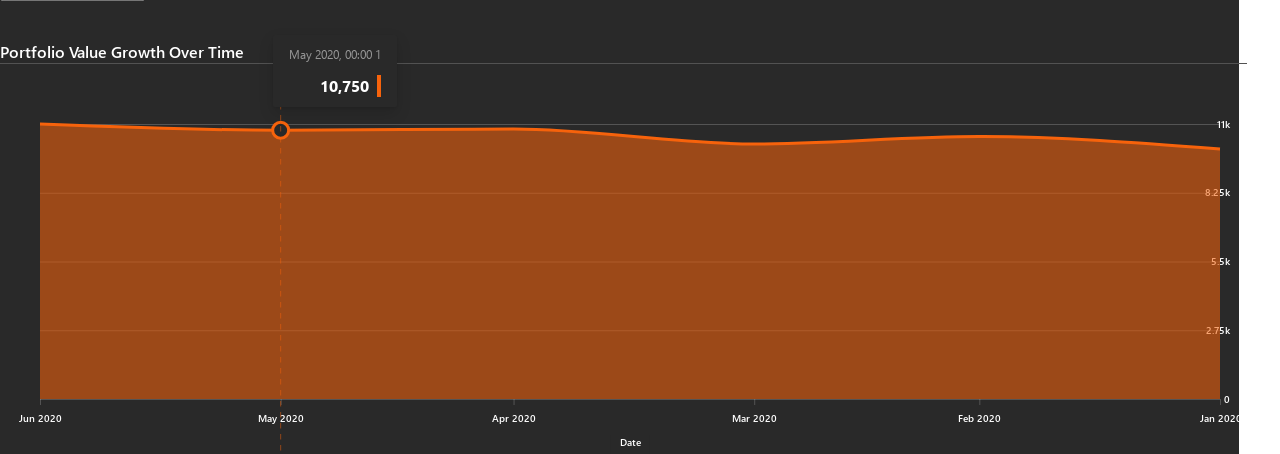 Portfolio Value Growth Over Time
May 2020, 00:00 1
10,750
11k
8.25k
5.5k
2.75k
0
Jun 2020
May 2020
Apr 2020
Mar 2020
Feb 2020
Jan 2020
Date